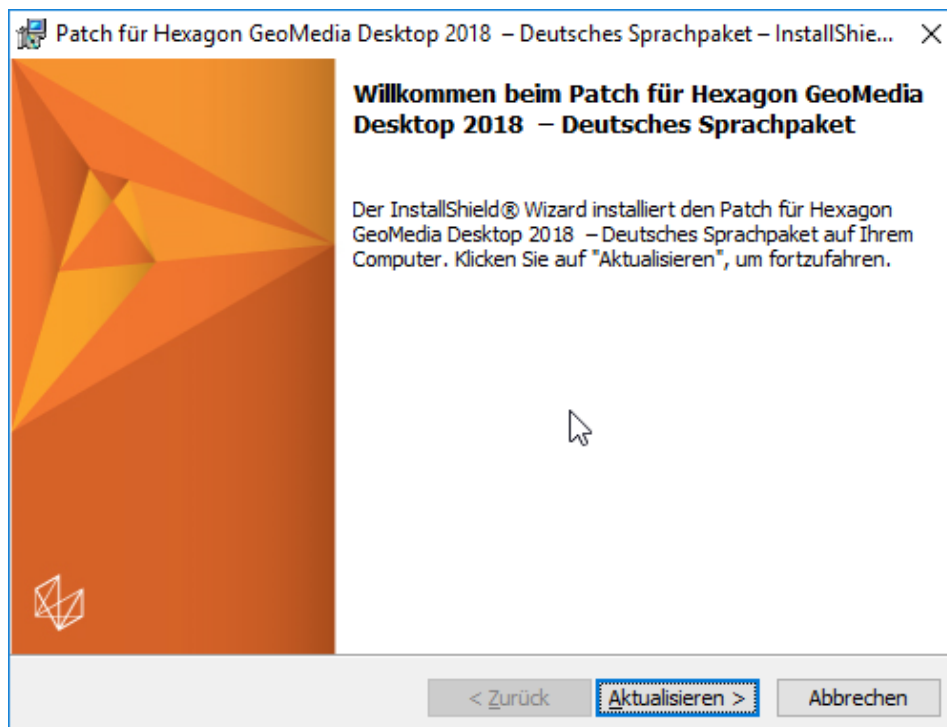 Patch für Hexagon GeoMedia Desktop 2018 – Deutsches Sprachpaket – InstallShie...
Willkommen beim Patch für Hexagon GeoMedia
Desktop 2018 – Deutsches Sprachpaket
Der InstallShield® Wizard installiert den Patch für Hexagon
GeoMedia Desktop 2018 – Deutsches Sprachpaket auf Ihrem
Computer. Klicken Sie auf "Aktualisieren", um fortzufahren.
< Zurück Aktualisieren > Abbrechen